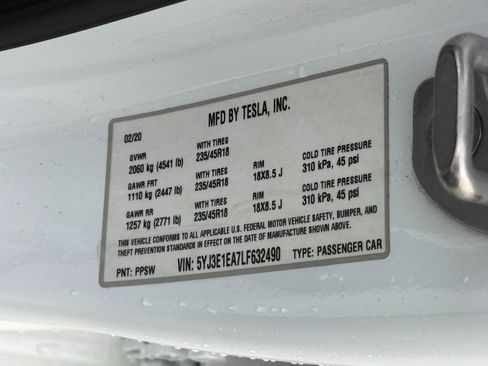 MFD BY TESLA, INC.
02/20
GVWR WITH TIRES RIM COLD TIRE PRESSURE
2060 kg (4541 lb) 235/45R18 18X8.5 J 310 kPa, 45 psi
GAWR FRT WITH TIRES RIM COLD TIRE PRESSURE
1110 kg (2447 lb) 235/45R18 18X8.5 J 310 kPa, 45 psi
GAWR RR WITH TIRES
1257 kg (2771 lb) 235/45R18
THIS VEHICLE CONFORMS TO ALL APPLICABLE U.S. FEDERAL MOTOR VEHICLE SAFETY, BUMPER, AND
THEFT PREVENTION STANDARDS IN EFFECT ON THE DATE OF MANUFACTURE SHOWN ABOVE.
PNT: PPSW VIN: 5YJ3E1EA7LF632490 TYPE: PASSENGER CAR